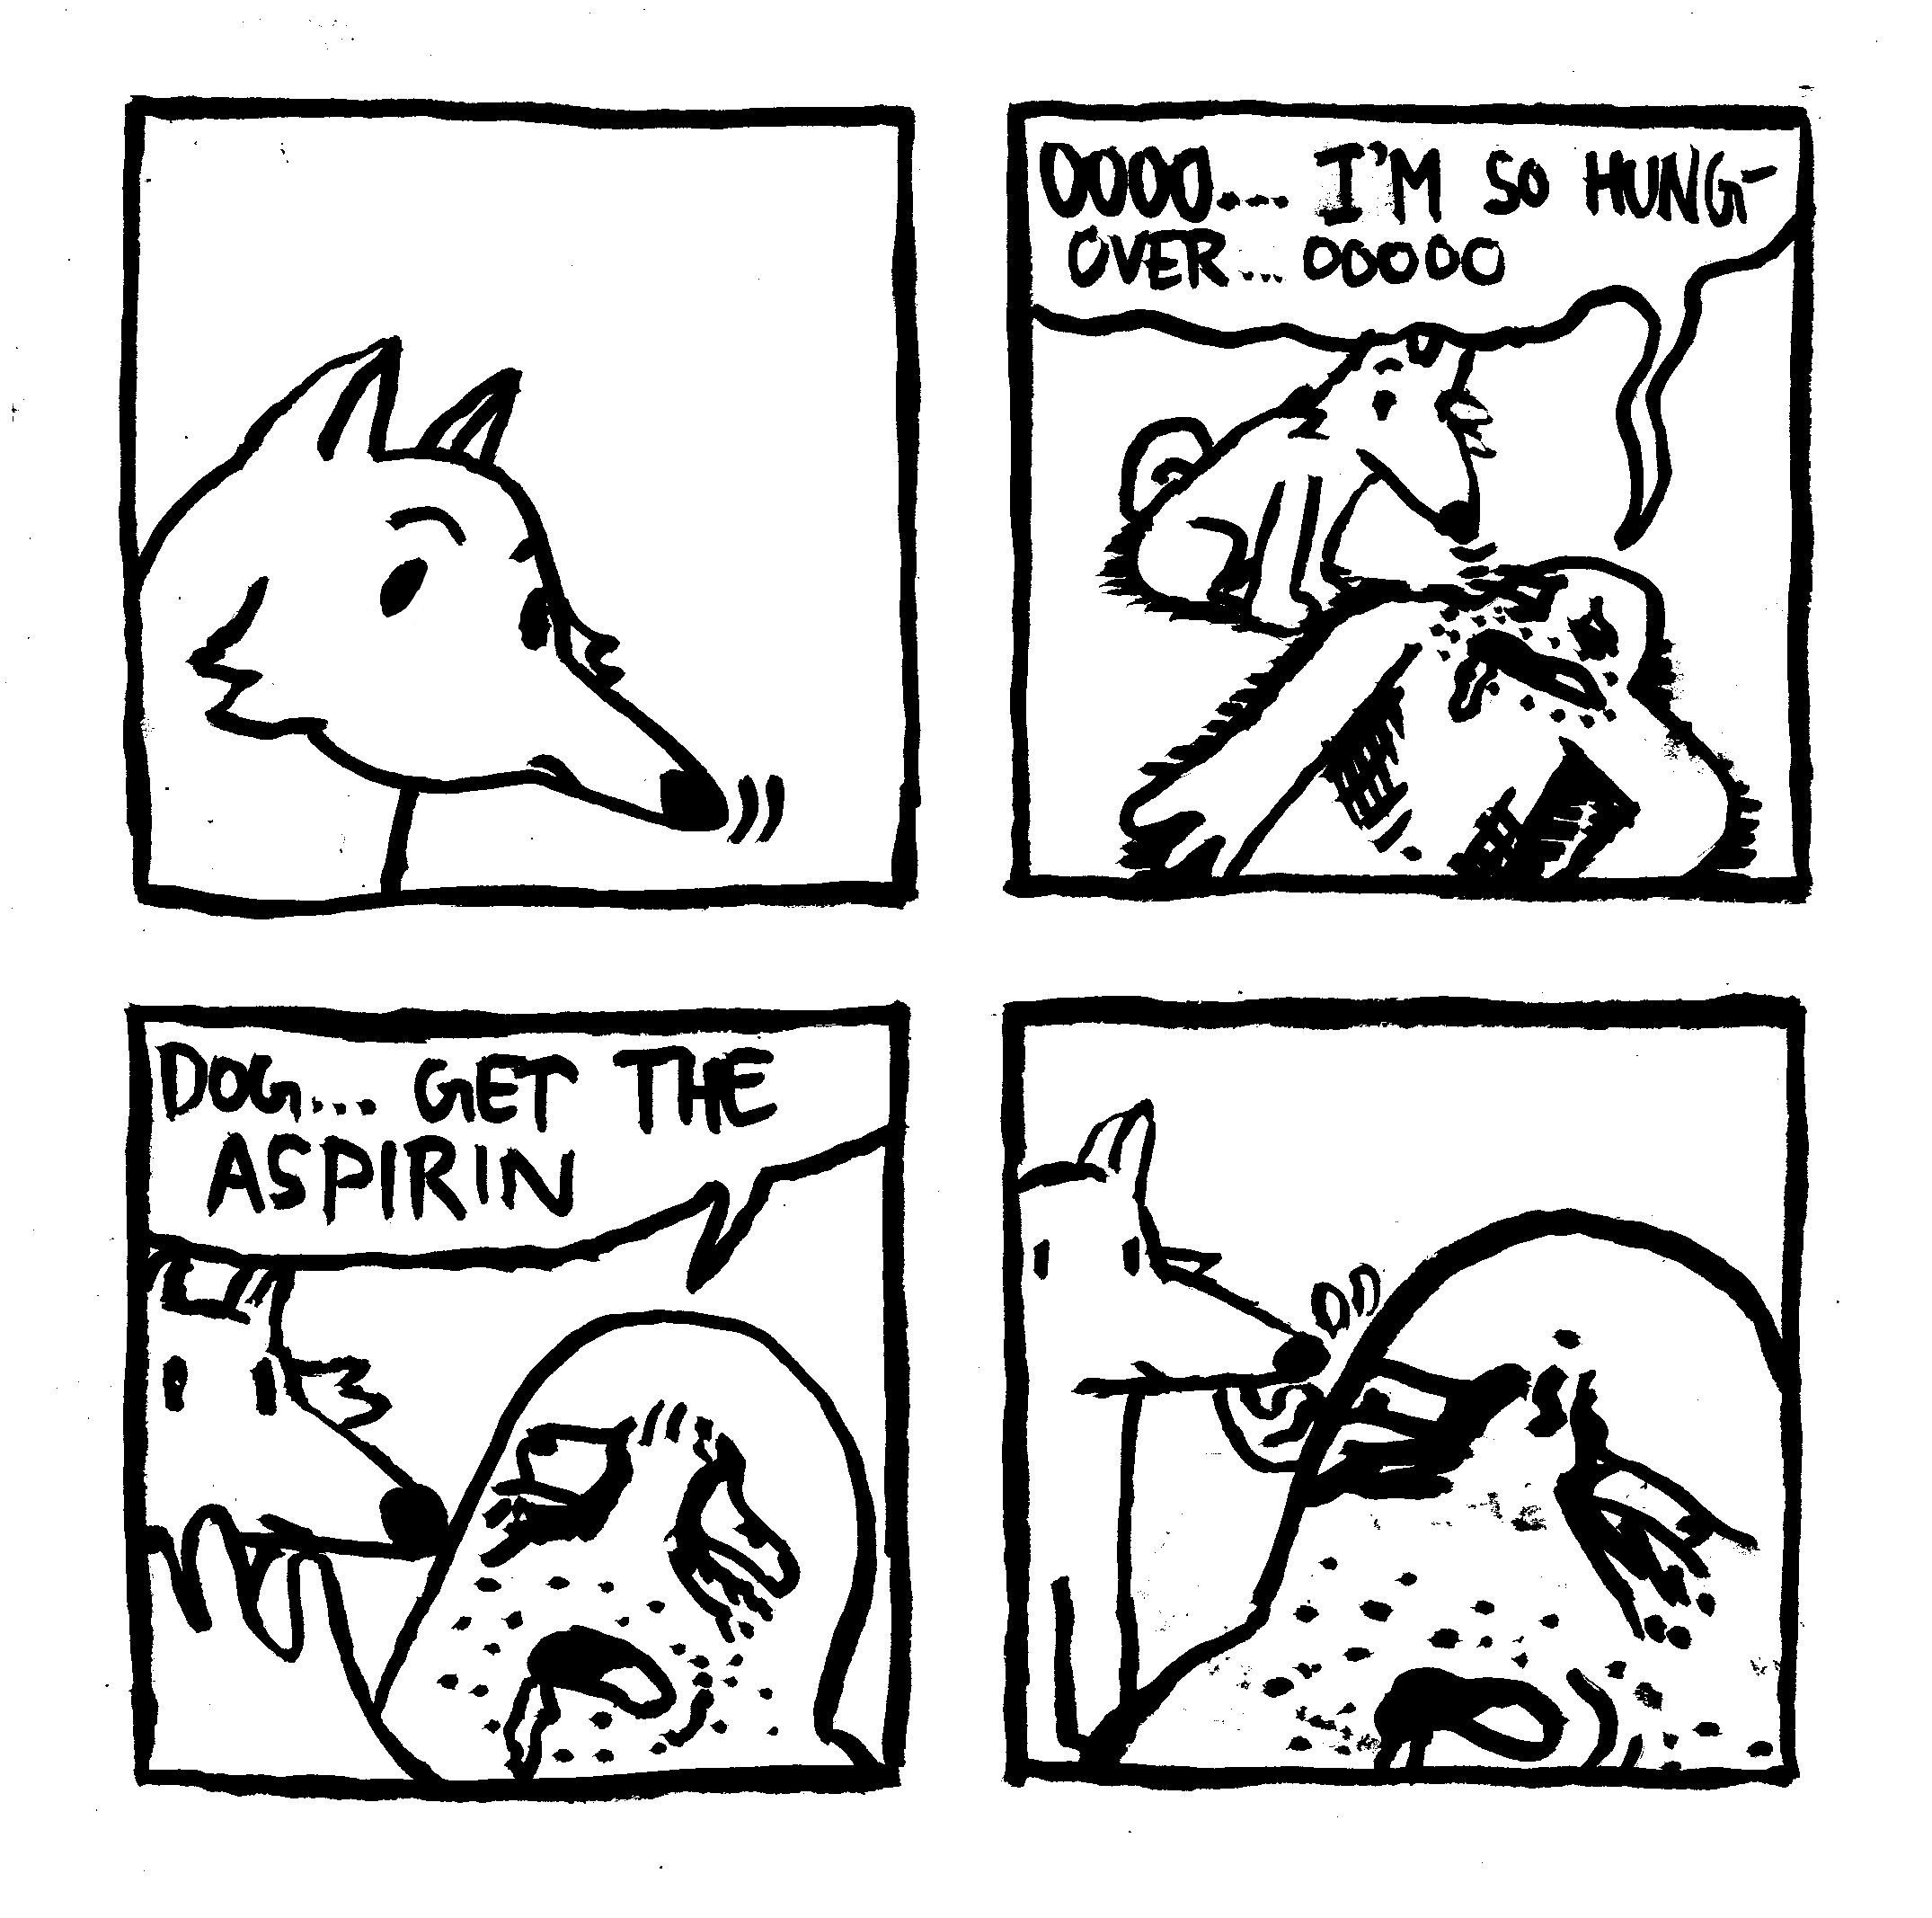 OOOO... I'M SO HUNG-
OVER... OOOOO
DOG... GET THE
ASPIRIN